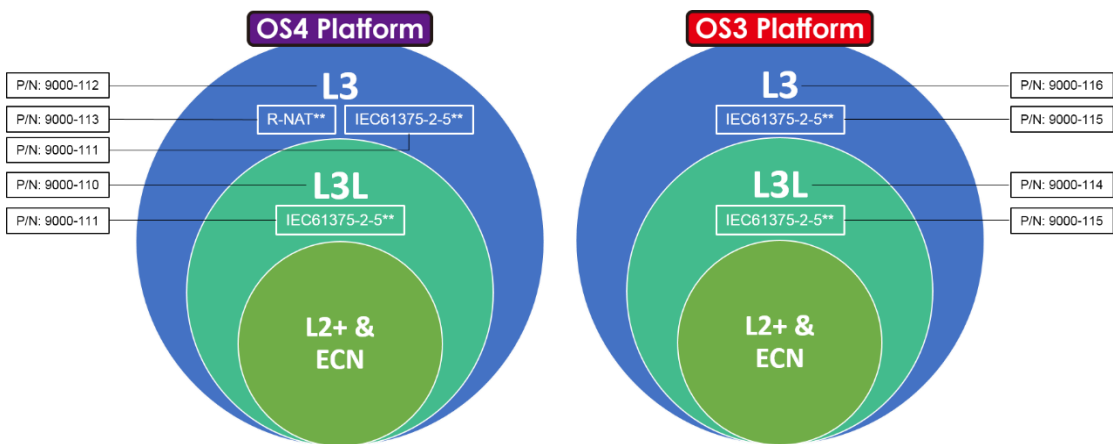 OS4 Platform
L3
P/N: 9000-112
P/N: 9000-113
R-NAT**
IEC61375-2-5**
P/N: 9000-111
P/N: 9000-110
L3L
P/N: 9000-111
IEC61375-2-5**
L2+ &
ECN
OS3 Platform
L3
P/N: 9000-116
IEC61375-2-5**
P/N: 9000-115
L3L
P/N: 9000-114
IEC61375-2-5**
P/N: 9000-115
L2+ &
ECN